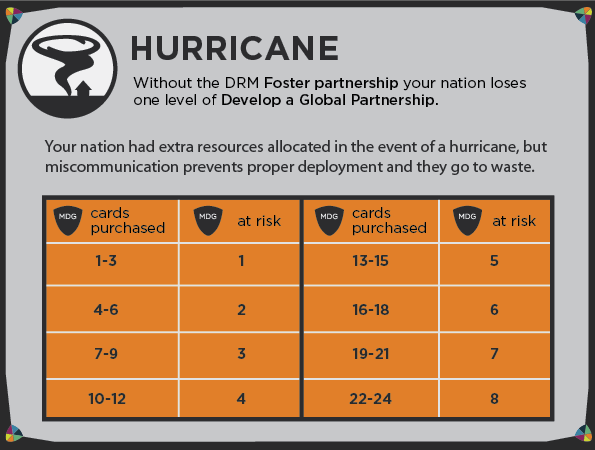 HURRICANE
Without the DRM Foster partnership your nation loses
one level of Develop a Global Partnership.
Your nation had extra resources allocated in the event of a hurricane, but
miscommunication prevents proper deployment and they go to waste.
MDG cards purchased MDG at risk MDG cards purchased MDG at risk
1-3 1 13-15 5
4-6 2 16-18 6
7-9 3 19-21 7
10-12 4 22-24 8